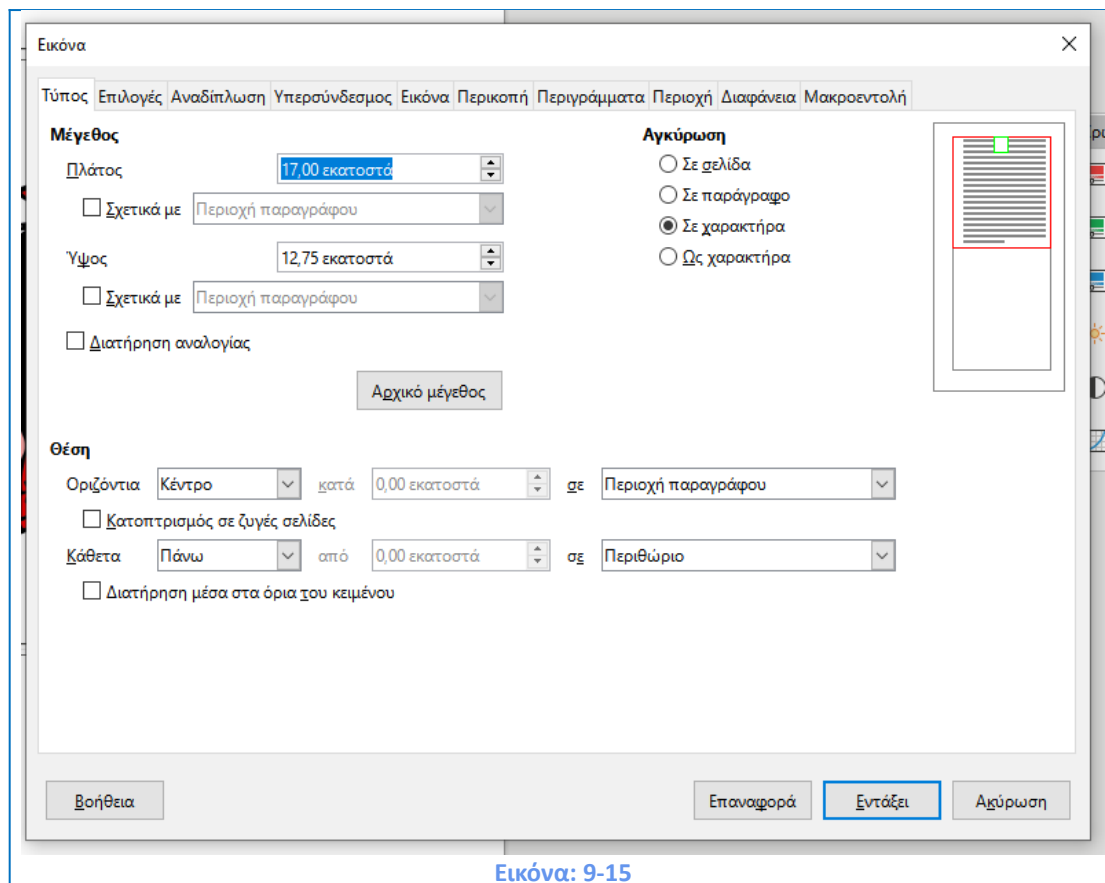 Εικόνα
Τύπος Επιλογές Αναδίπλωση Υπερσύνδεσμος Εικόνα Περικοπή Περιγράμματα Περιοχή Διαφάνεια Μακροεντολή
Μέγεθος
Πλάτος 17,00 εκατοστά
Σχετικά με Περιοχή παραγράφου
Ύψος 12,75 εκατοστά
Σχετικά με Περιοχή παραγράφου
Διατήρηση αναλογίας
Αρχικό μέγεθος
Αγκύρωση
Σε σελίδα
Σε παράγραφο
Σε χαρακτήρα
Ως χαρακτήρα
Θέση
Οριζόντια Κέντρο κατά 0,00 εκατοστά σε Περιοχή παραγράφου
Κατοπτρισμός σε ζυγές σελίδες
Κάθετα Πάνω από 0,00 εκατοστά σε Περιθώριο
Διατήρηση μέσα στα όρια του κειμένου
Βοήθεια Επαναφορά Εντάξει Ακύρωση
Εικόνα: 9-15